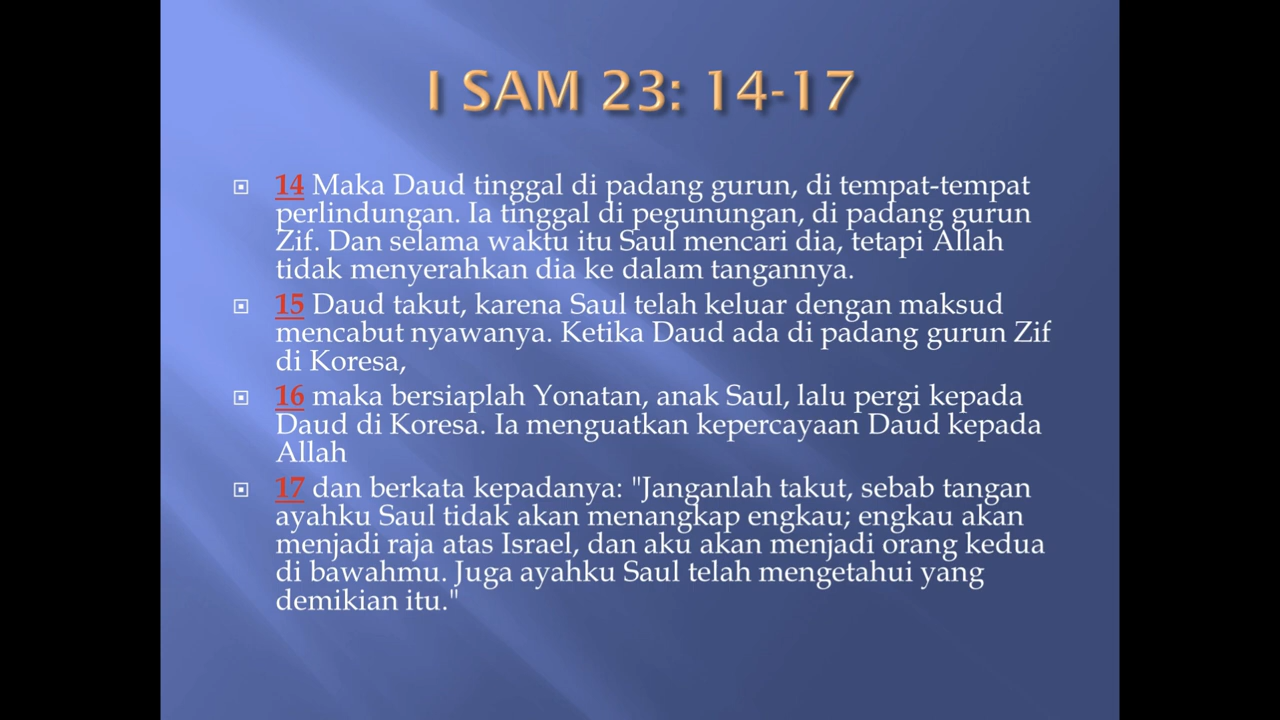 I SAM 23: 14-17
14 Maka Daud tinggal di padang gurun, di tempat-tempat
perlindungan. Ia tinggal di pegunungan, di padang gurun
Zif. Dan selama waktu itu Saul mencari dia, tetapi Allah
tidak menyerahkan dia ke dalam tangannya.
15 Daud takut, karena Saul telah keluar dengan maksud
mencabut nyawanya. Ketika Daud ada di padang gurun Zif
di Koresa,
16 maka bersiaplah Yonatan, anak Saul, lalu pergi kepada
Daud di Koresa. Ia menguatkan kepercayaan Daud kepada
Allah
17 dan berkata kepadanya: "Janganlah takut, sebab tangan
ayahku Saul tidak akan menangkap engkau; engkau akan
menjadi raja atas Israel, dan aku akan menjadi orang kedua
di bawahmu. Juga ayahku Saul telah mengetahui yang
demikian itu."